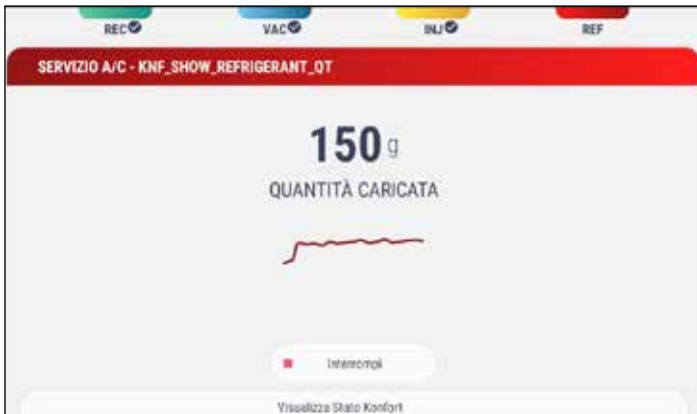 REC VAC INJ REF
SERVIZIO A/C - KNF_SHOW_REFRIGERANT_QT
150 g
QUANTITÀ CARICATA
Interrompi
Visualizza Stato Konfort